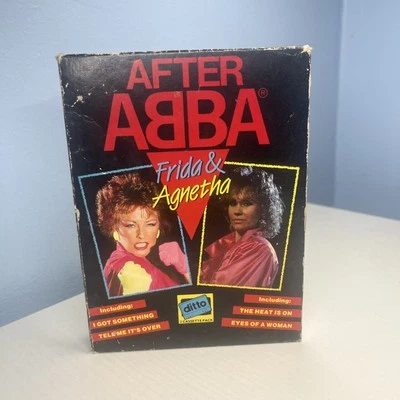 AFTER
ABBA®
Frida &
Agnetha
Including:
I GOT SOMETHING
TELL ME IT'S OVER
ditto
CASSETTE PACK
Including:
THE HEAT IS ON
EYES OF A WOMAN